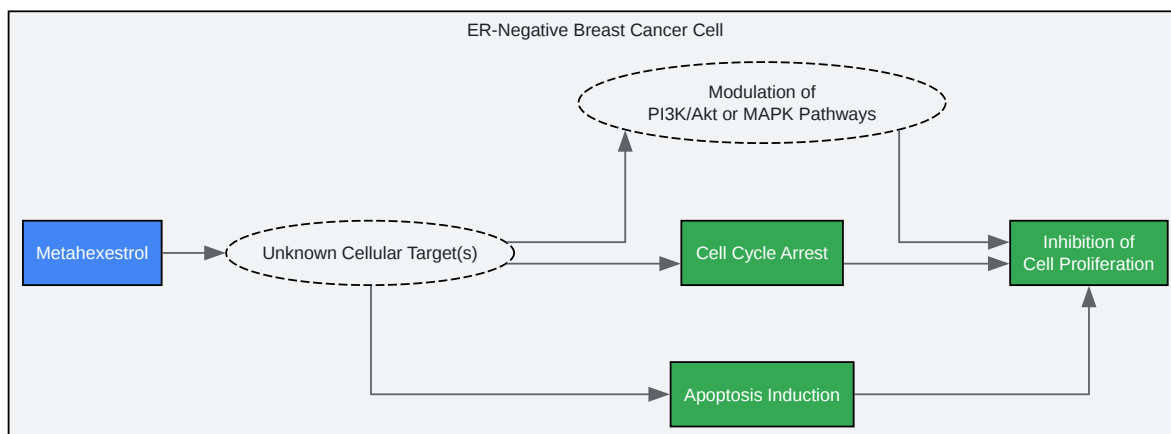 ER-Negative Breast Cancer Cell
Modulation of
PI3K/Akt or MAPK Pathways
Metahexestrol
Unknown Cellular Target(s)
Cell Cycle Arrest
Inhibition of
Cell Proliferation
Apoptosis Induction